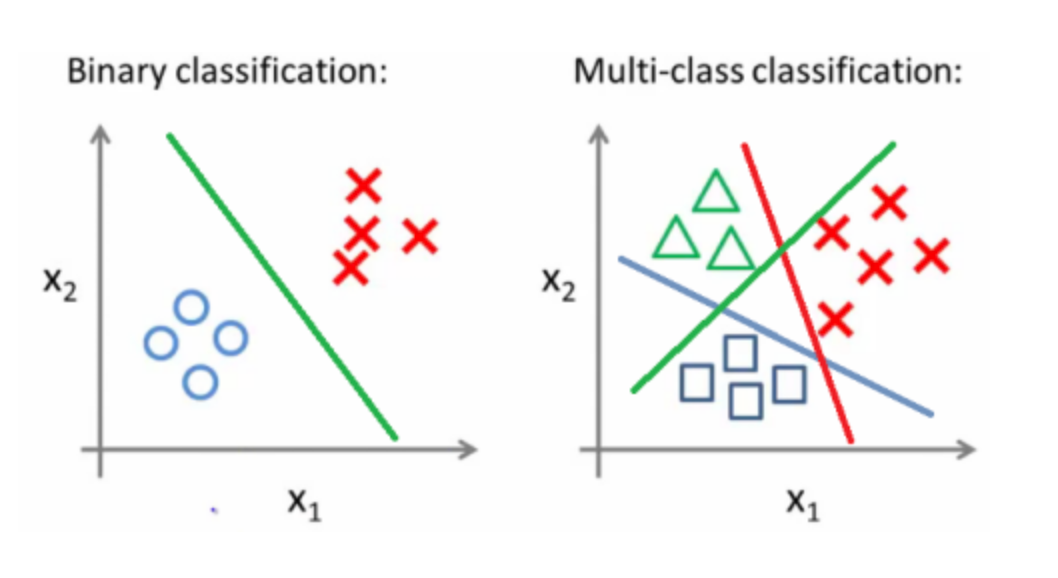 Binary classification:
x₂
x₁
Multi-class classification:
x₂
x₁